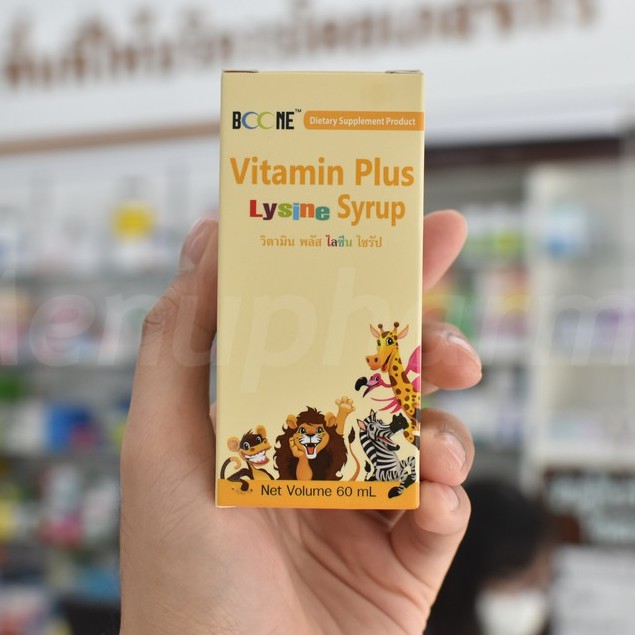 BOONE™ Dietary Supplement Product
Vitamin Plus
Lysine Syrup
วิตามิน พลัส ไลซีน ไซรัป
Net Volume 60 mL
enupharm